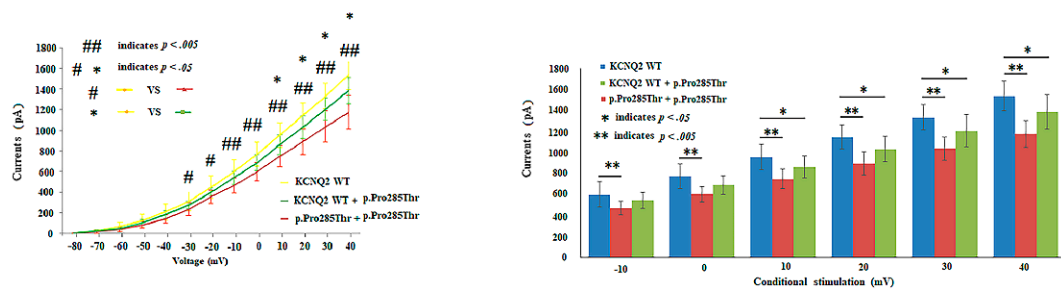 * * * *
## indicates p < .005
# * indicates p < .05
# VS
* VS
# # ## ## ## ## ## ##
KCNQ2 WT
KCNQ2 WT + p.Pro285Thr
p.Pro285Thr + p.Pro285Thr
Currents (pA)
1800
1600
1400
1200
1000
800
600
400
200
0
-80 -70 -60 -50 -40 -30 -20 -10 0 10 20 30 40
Voltage (mV)
KCNQ2 WT
KCNQ2 WT + p.Pro285Thr
p.Pro285Thr + p.Pro285Thr
* indicates p < .05
** indicates p < .005
** ** ** ** ** **
* * * *
Currents (pA)
1800
1600
1400
1200
1000
800
600
400
200
0
-10 0 10 20 30 40
Conditional stimulation (mV)